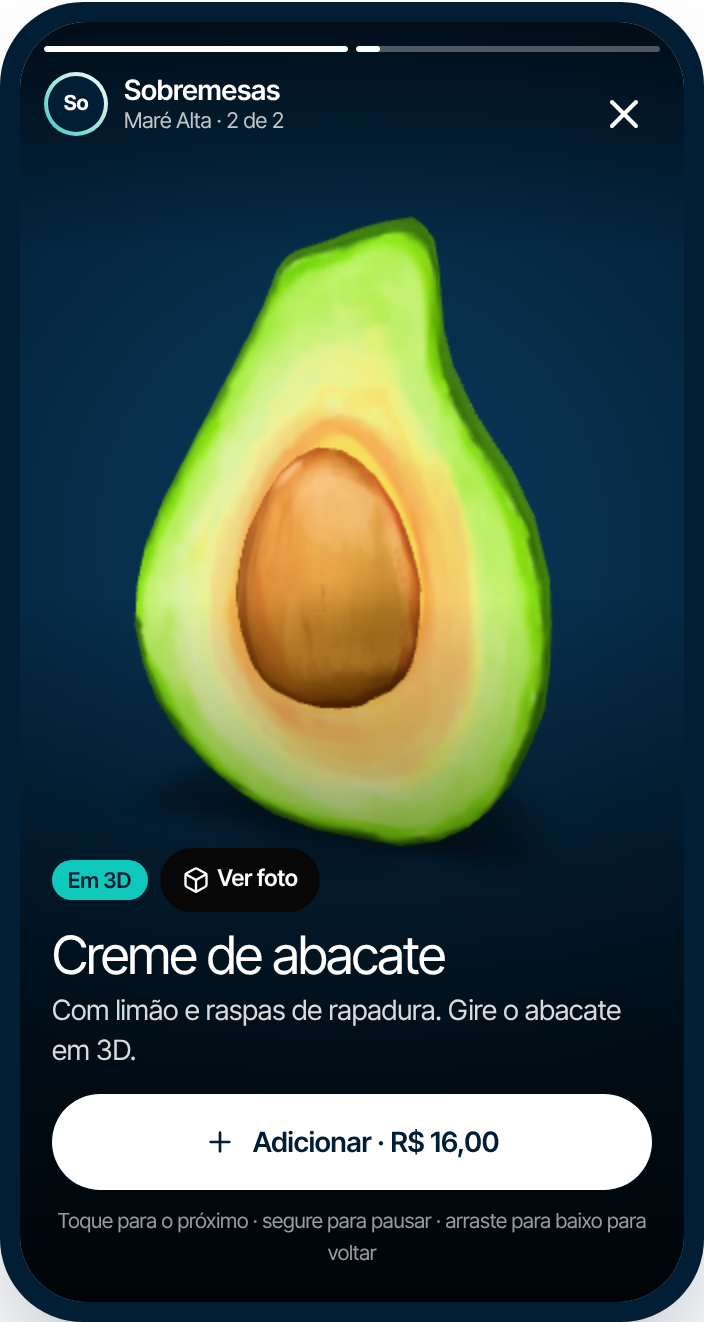 So
Sobremesas
Maré Alta · 2 de 2
Em 3D
Ver foto
Creme de abacate
Com limão e raspas de rapadura. Gire o abacate
em 3D.
Adicionar · R$ 16,00
Toque para o próximo · segure para pausar · arraste para baixo para
voltar